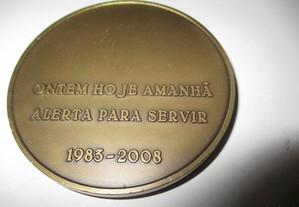 ONTEM HOJE AMANHÃ
ALERTA PARA SERVIR
1983-2008